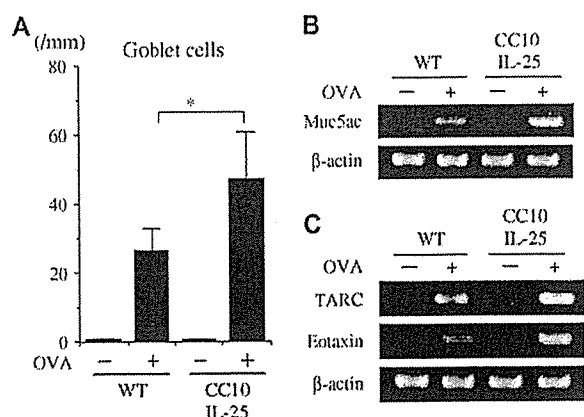 A
(/mm)
Goblet cells
80
60
40
20
0
*
OVA − + − +
WT CC10
IL-25
B
CC10
WT IL-25
OVA − + − +
Muc5ac
β-actin
C
CC10
WT IL-25
OVA − + − +
TARC
Eotaxin
β-actin